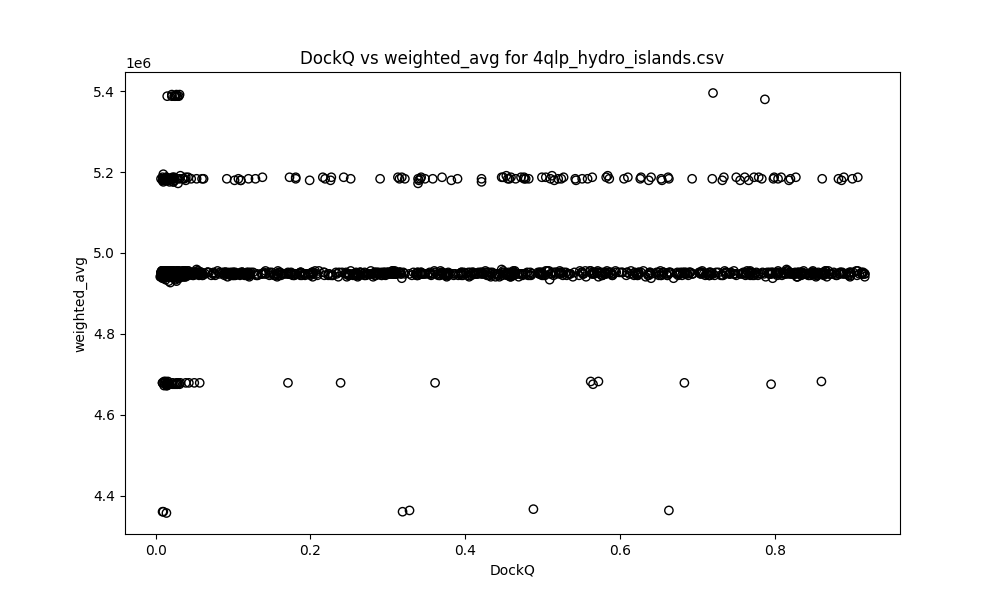 DockQ vs weighted_avg for 4qlp_hydro_islands.csv
1e6
5.4
5.2
5.0
4.8
4.6
4.4
weighted_avg
0.0 0.2 0.4 0.6 0.8
DockQ